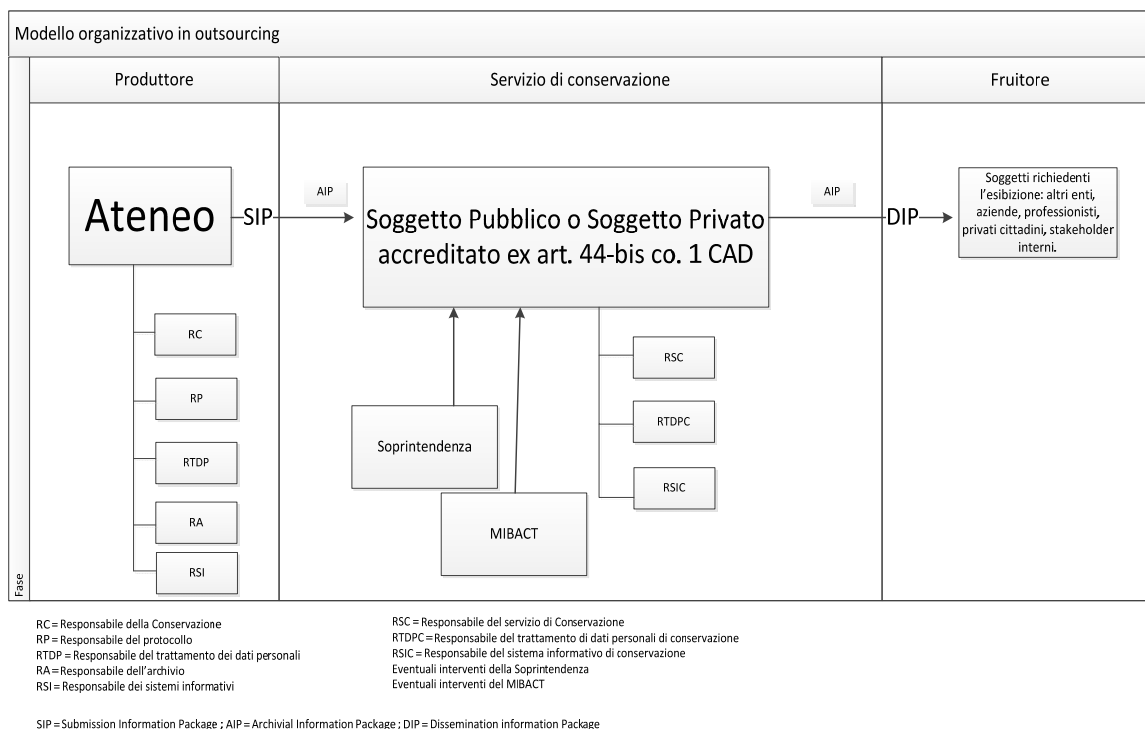 Modello organizzativo in outsourcing
Fase
Produttore
Servizio di conservazione
Fruitore
Ateneo
SIP
AIP
Soggetto Pubblico o Soggetto Privato
accreditato ex art. 44-bis co. 1 CAD
AIP
DIP
Soggetti richiedenti
l'esibizione: altri enti,
aziende, professionisti,
privati cittadini, stakeholder
interni.
RC
RP
RTDP
RA
RSI
Soprintendenza
MIBACT
RSC
RTDPC
RSIC
RC = Responsabile della Conservazione
RP = Responsabile del protocollo
RTDP = Responsabile del trattamento dei dati personali
RA = Responsabile dell'archivio
RSI = Responsabile dei sistemi informativi
RSC = Responsabile del servizio di Conservazione
RTDPC = Responsabile del trattamento di dati personali di conservazione
RSIC = Responsabile del sistema informativo di conservazione
Eventuali interventi della Soprintendenza
Eventuali interventi del MIBACT
SIP = Submission Information Package ; AIP = Archivial Information Package ; DIP = Dissemination information Package